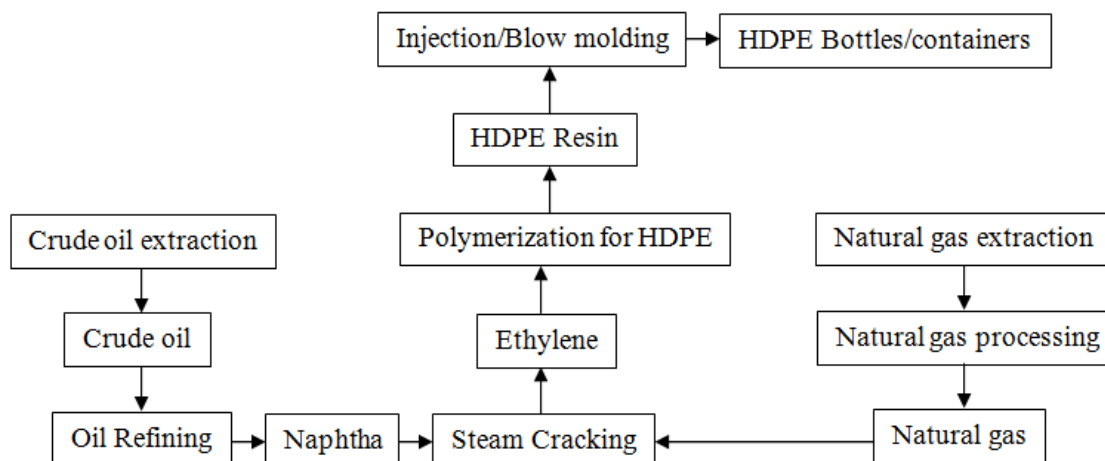 Injection/Blow molding
HDPE Bottles/containers
HDPE Resin
Crude oil extraction
Polymerization for HDPE
Natural gas extraction
Crude oil
Ethylene
Natural gas processing
Oil Refining
Naphtha
Steam Cracking
Natural gas